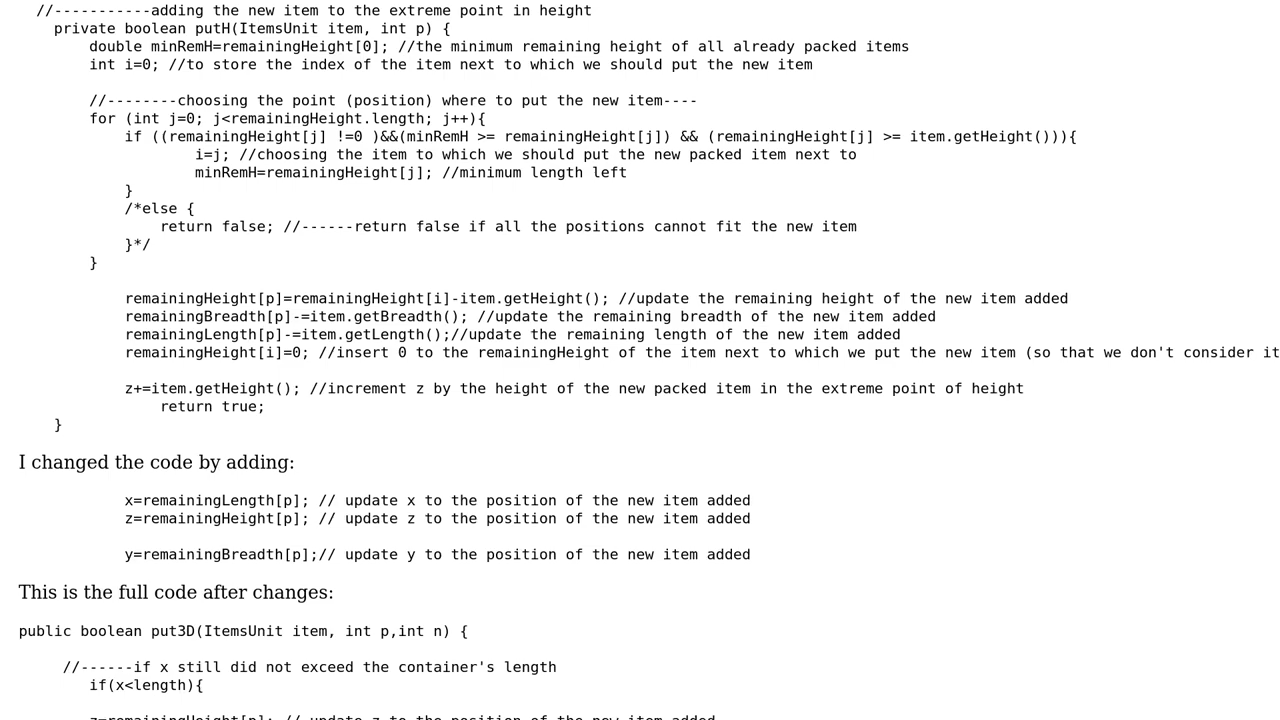 //-----------adding the new item to the extreme point in height
private boolean putH(ItemsUnit item, int p) {
double minRemH=remainingHeight[0]; //the minimum remaining height of all already packed items
int i=0; //to store the index of the item next to which we should put the new item
//--------choosing the point (position) where to put the new item----
for (int j=0; j<remainingHeight.length; j++){
if ((remainingHeight[j] !=0 )&&(minRemH >= remainingHeight[j]) && (remainingHeight[j] >= item.getHeight())){
i=j; //choosing the item to which we should put the new packed item next to
minRemH=remainingHeight[j]; //minimum length left
}
/*else {
return false; //------return false if all the positions cannot fit the new item
}*/
}
remainingHeight[p]=remainingHeight[i]-item.getHeight(); //update the remaining height of the new item added
remainingBreadth[p]-=item.getBreadth(); //update the remaining breadth of the new item added
remainingLength[p]-=item.getLength();//update the remaining length of the new item added
remainingHeight[i]=0; //insert 0 to the remainingHeight of the item next to which we put the new item (so that we don't consider it
z+=item.getHeight(); //increment z by the height of the new packed item in the extreme point of height
return true;
}
I changed the code by adding:
x=remainingLength[p]; // update x to the position of the new item added
z=remainingHeight[p]; // update z to the position of the new item added
y=remainingBreadth[p];// update y to the position of the new item added
This is the full code after changes:
public boolean put3D(ItemsUnit item, int p,int n) {
//------if x still did not exceed the container's length
if(x<length){
z=remainingHeight[p]; // update z to the position of the new item added